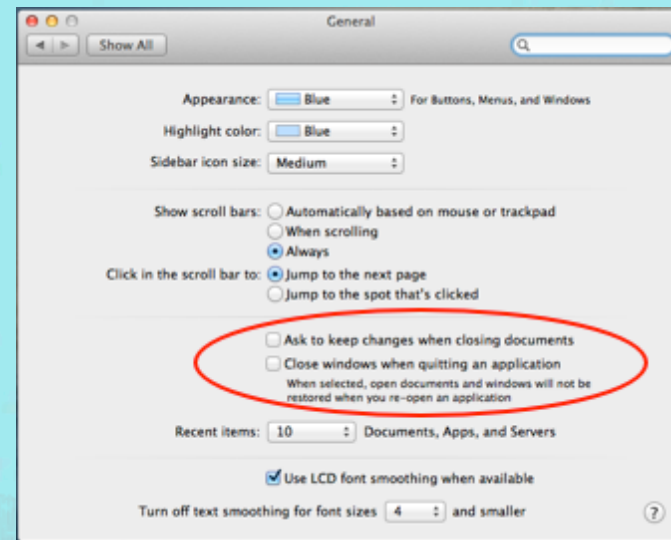 General
Show All
Appearance: Blue For Buttons, Menus, and Windows
Highlight color: Blue
Sidebar icon size: Medium
Show scroll bars: Automatically based on mouse or trackpad
When scrolling
Always
Click in the scroll bar to: Jump to the next page
Jump to the spot that's clicked
Ask to keep changes when closing documents
Close windows when quitting an application
When selected, open documents and windows will not be
restored when you re-open an application
Recent items: 10 Documents, Apps, and Servers
Use LCD font smoothing when available
Turn off text smoothing for font sizes 4 and smaller
?